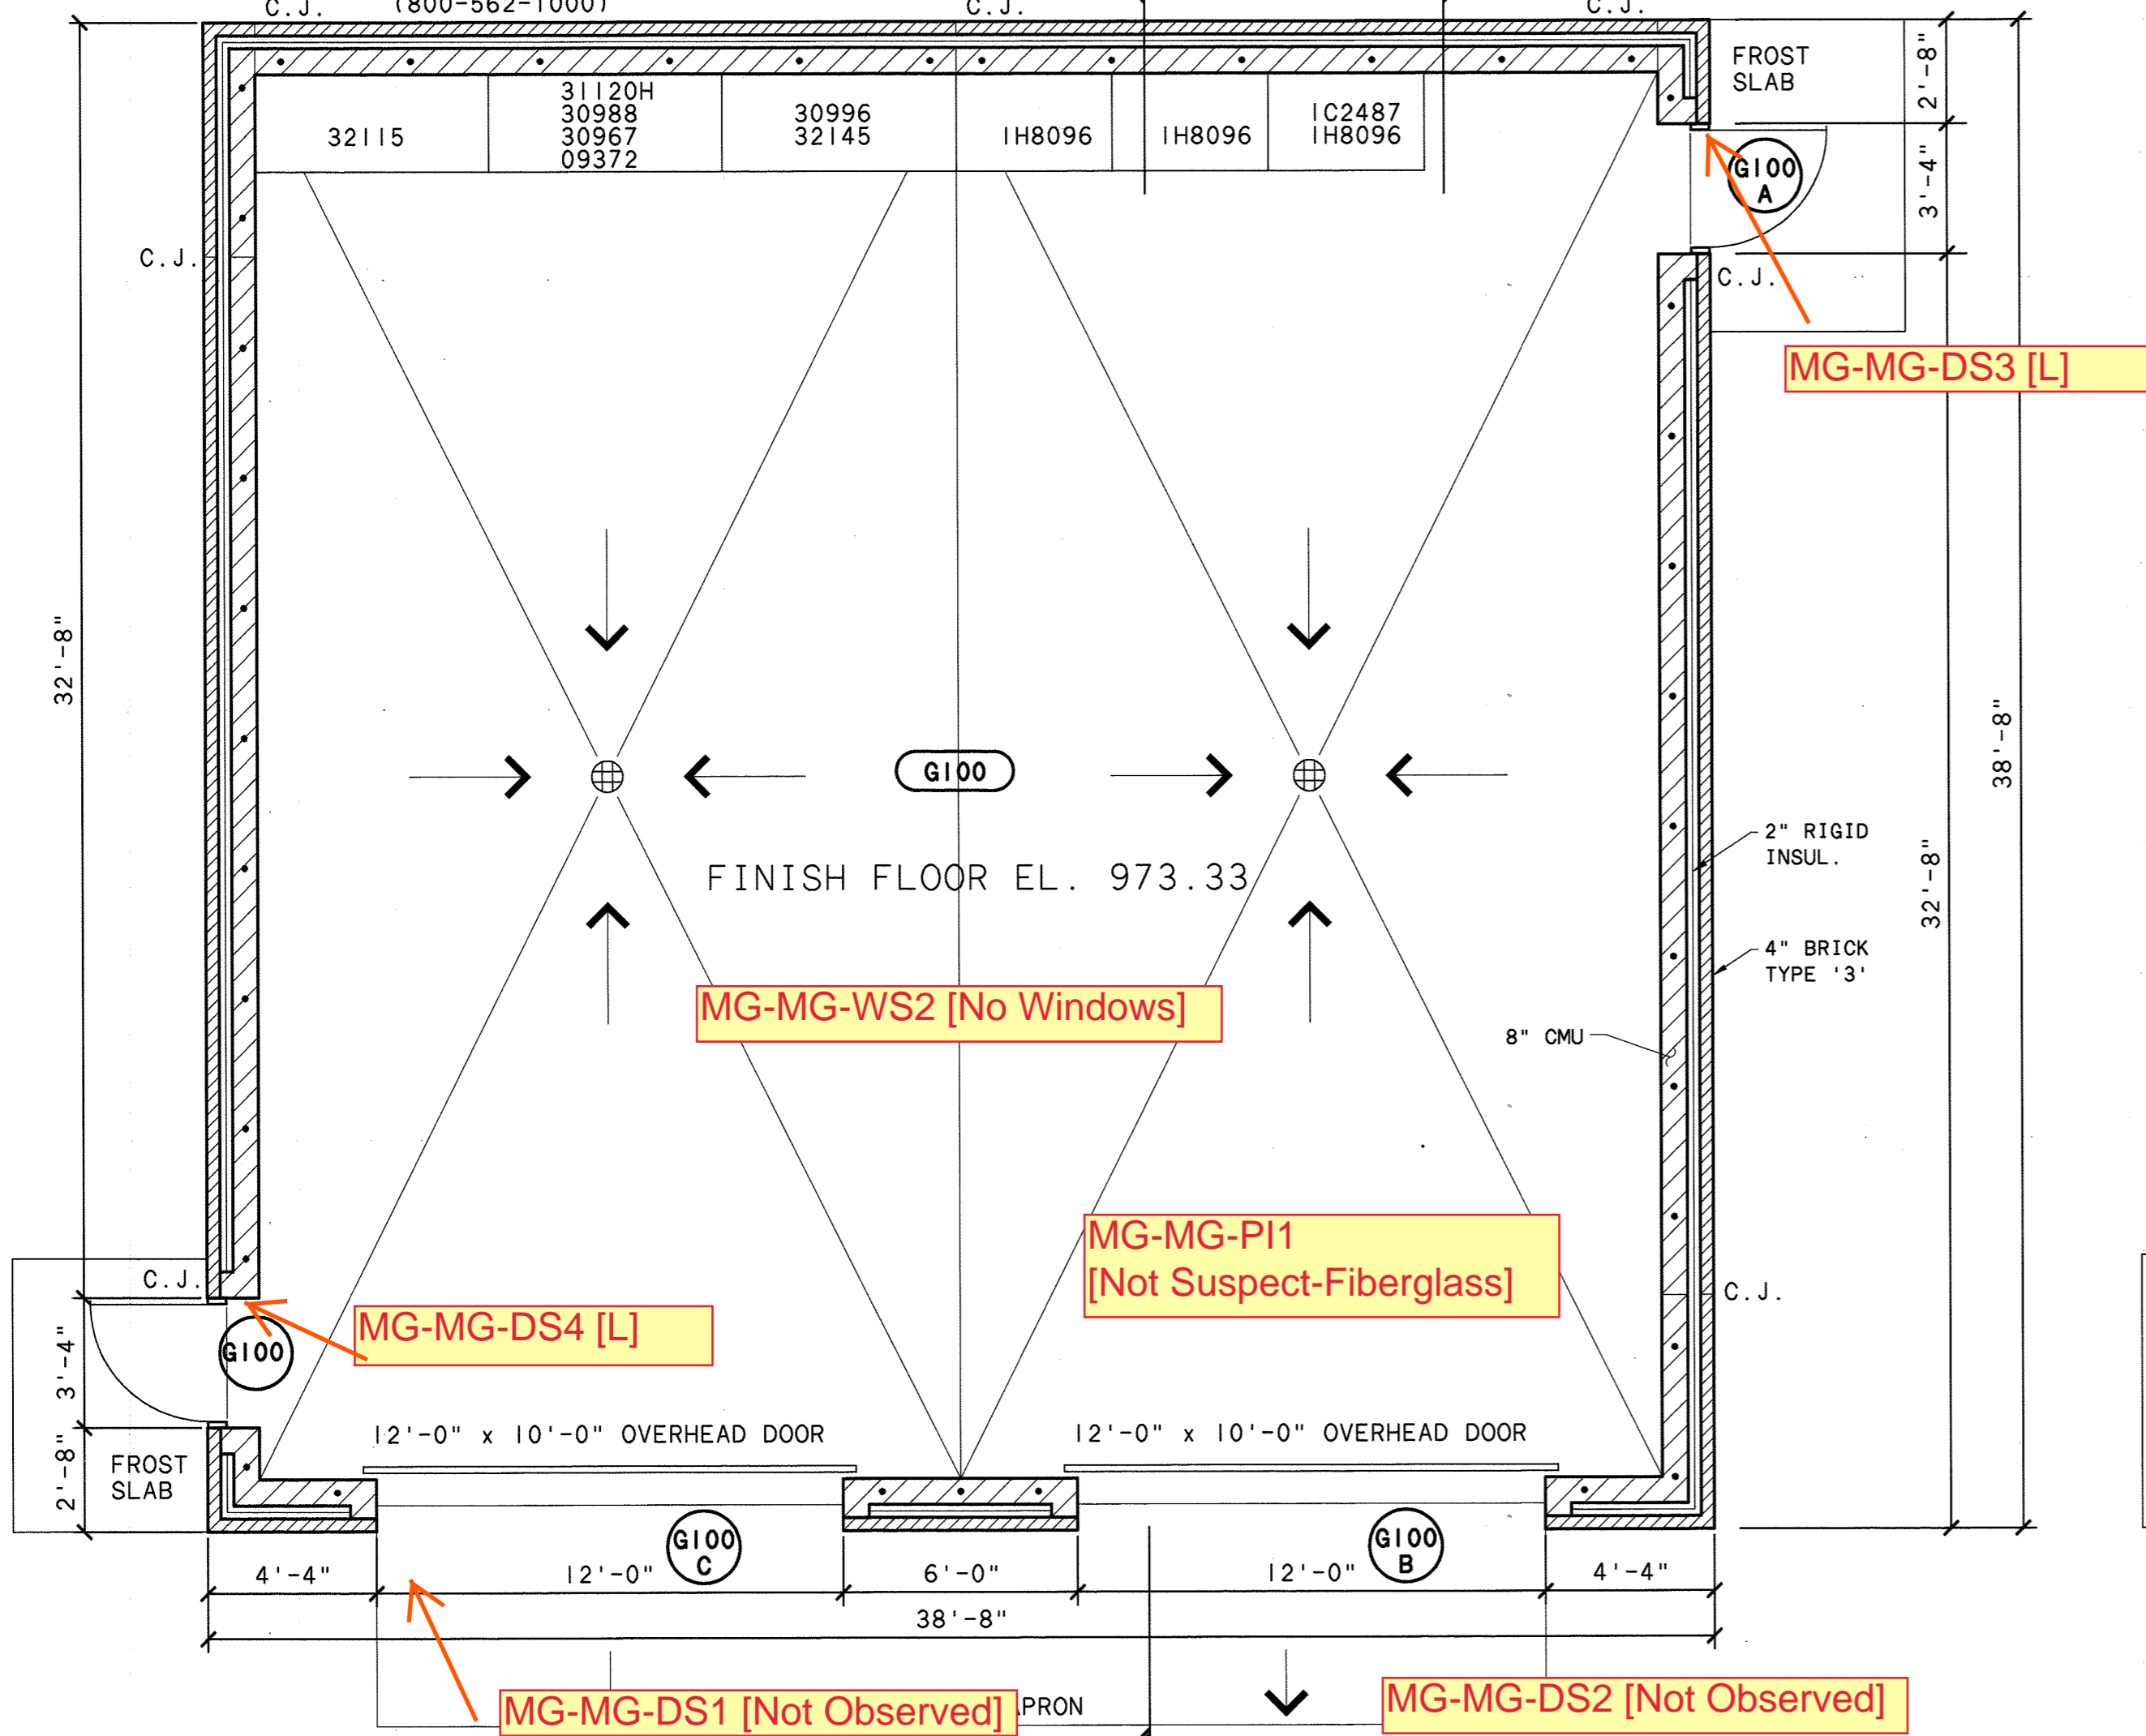 C.J.
(800-562-1000)
C.J.
C.J.
FROST
SLAB
2'-8"
32115
31120H
30988
30967
09372
30996
32145
1H8096
1H8096
1C2487
1H8096
G100
A
3'-4"
C.J.
C.J.
MG-MG-DS3 [L]
32'-8"
38'-8"
G100
FINISH FLOOR EL. 973.33
2" RIGID
INSUL.
32'-8"
4" BRICK
TYPE '3'
MG-MG-WS2 [No Windows]
8" CMU
MG-MG-PI1
[Not Suspect-Fiberglass]
C.J.
C.J.
MG-MG-DS4 [L]
G100
3'-4"
12'-0" x 10'-0" OVERHEAD DOOR
12'-0" x 10'-0" OVERHEAD DOOR
2'-8"
FROST
SLAB
G100
C
G100
B
4'-4"
12'-0"
6'-0"
12'-0"
4'-4"
38'-8"
MG-MG-DS1 [Not Observed]
PRON
MG-MG-DS2 [Not Observed]